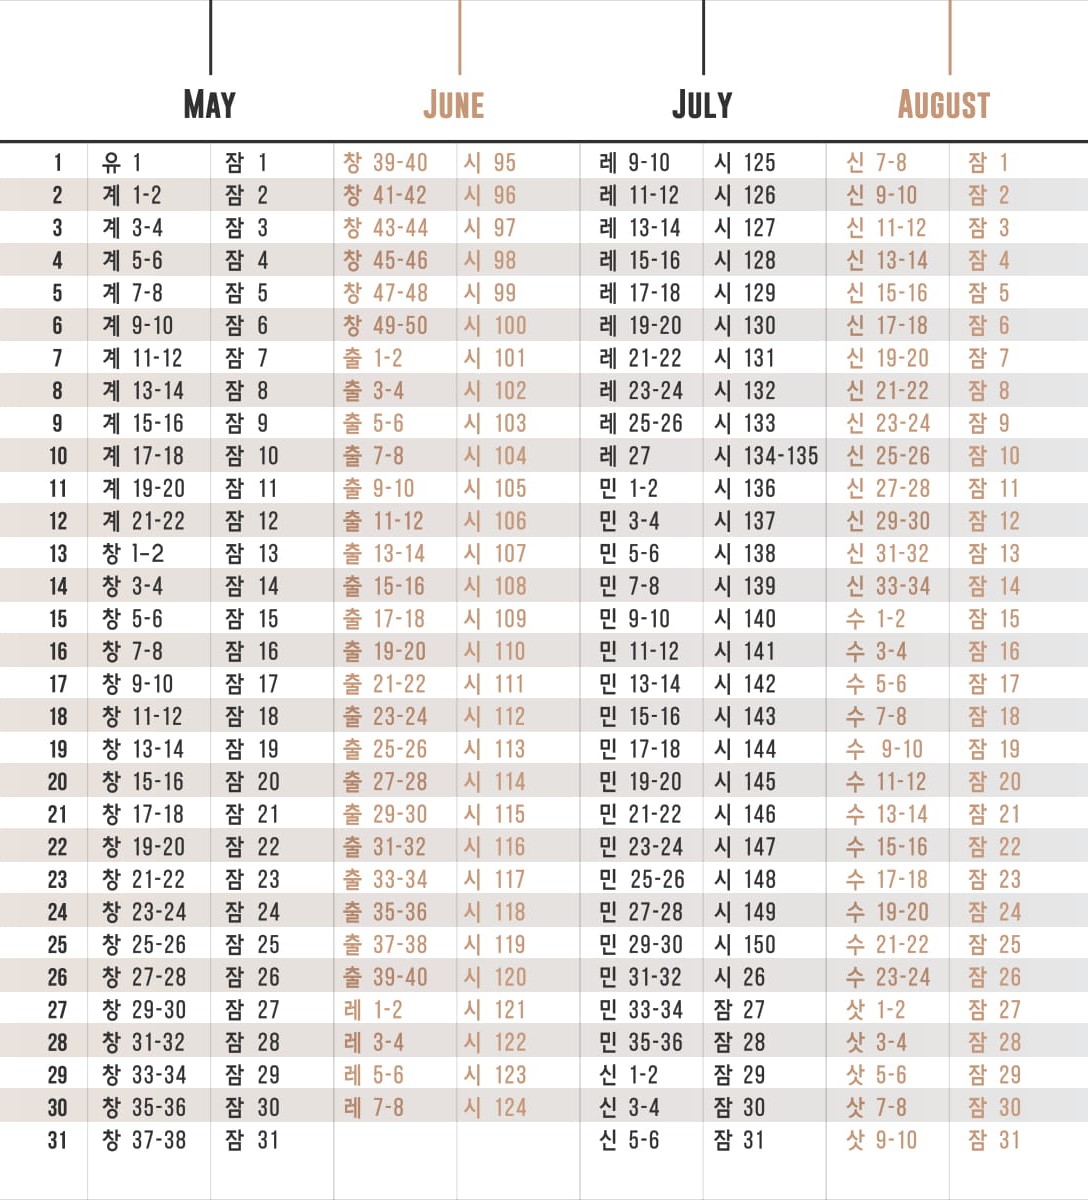 MAY JUNE JULY AUGUST
1 유 1 잠 1 창 39-40 시 95 레 9-10 시 125 신 7-8 잠 1
2 계 1-2 잠 2 창 41-42 시 96 레 11-12 시 126 신 9-10 잠 2
3 계 3-4 잠 3 창 43-44 시 97 레 13-14 시 127 신 11-12 잠 3
4 계 5-6 잠 4 창 45-46 시 98 레 15-16 시 128 신 13-14 잠 4
5 계 7-8 잠 5 창 47-48 시 99 레 17-18 시 129 신 15-16 잠 5
6 계 9-10 잠 6 창 49-50 시 100 레 19-20 시 130 신 17-18 잠 6
7 계 11-12 잠 7 출 1-2 시 101 레 21-22 시 131 신 19-20 잠 7
8 계 13-14 잠 8 출 3-4 시 102 레 23-24 시 132 신 21-22 잠 8
9 계 15-16 잠 9 출 5-6 시 103 레 25-26 시 133 신 23-24 잠 9
10 계 17-18 잠 10 출 7-8 시 104 레 27 시 134-135 신 25-26 잠 10
11 계 19-20 잠 11 출 9-10 시 105 민 1-2 시 136 신 27-28 잠 11
12 계 21-22 잠 12 출 11-12 시 106 민 3-4 시 137 신 29-30 잠 12
13 창 1-2 잠 13 출 13-14 시 107 민 5-6 시 138 신 31-32 잠 13
14 창 3-4 잠 14 출 15-16 시 108 민 7-8 시 139 신 33-34 잠 14
15 창 5-6 잠 15 출 17-18 시 109 민 9-10 시 140 수 1-2 잠 15
16 창 7-8 잠 16 출 19-20 시 110 민 11-12 시 141 수 3-4 잠 16
17 창 9-10 잠 17 출 21-22 시 111 민 13-14 시 142 수 5-6 잠 17
18 창 11-12 잠 18 출 23-24 시 112 민 15-16 시 143 수 7-8 잠 18
19 창 13-14 잠 19 출 25-26 시 113 민 17-18 시 144 수 9-10 잠 19
20 창 15-16 잠 20 출 27-28 시 114 민 19-20 시 145 수 11-12 잠 20
21 창 17-18 잠 21 출 29-30 시 115 민 21-22 시 146 수 13-14 잠 21
22 창 19-20 잠 22 출 31-32 시 116 민 23-24 시 147 수 15-16 잠 22
23 창 21-22 잠 23 출 33-34 시 117 민 25-26 시 148 수 17-18 잠 23
24 창 23-24 잠 24 출 35-36 시 118 민 27-28 시 149 수 19-20 잠 24
25 창 25-26 잠 25 출 37-38 시 119 민 29-30 시 150 수 21-22 잠 25
26 창 27-28 잠 26 출 39-40 시 120 민 31-32 시 26 수 23-24 잠 26
27 창 29-30 잠 27 레 1-2 시 121 민 33-34 잠 27 삿 1-2 잠 27
28 창 31-32 잠 28 레 3-4 시 122 민 35-36 잠 28 삿 3-4 잠 28
29 창 33-34 잠 29 레 5-6 시 123 신 1-2 잠 29 삿 5-6 잠 29
30 창 35-36 잠 30 레 7-8 시 124 신 3-4 잠 30 삿 7-8 잠 30
31 창 37-38 잠 31 신 5-6 잠 31 삿 9-10 잠 31